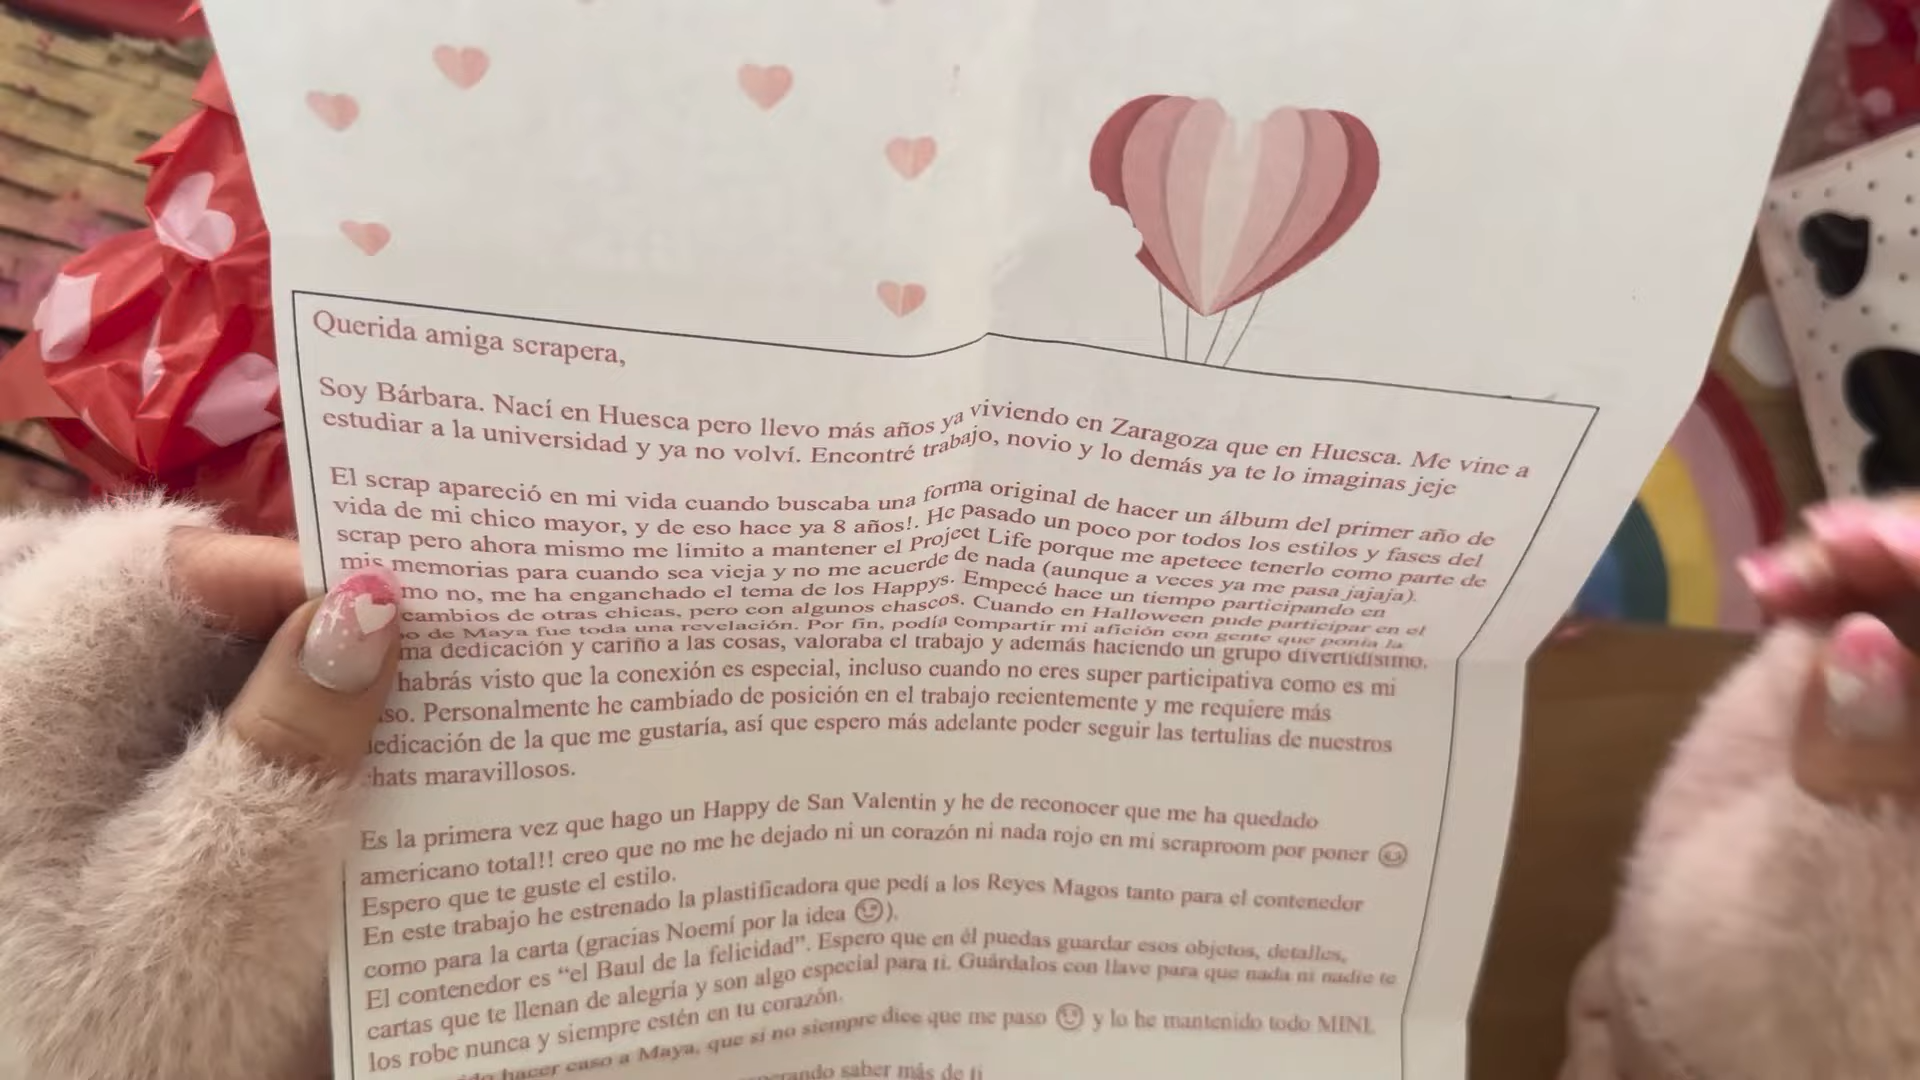 Querida amiga scrapera,
Soy Bárbara. Nací en Huesca pero llevo más años ya viviendo en Zaragoza que en Huesca. Me vine a
estudiar a la universidad y ya no volví. Encontré trabajo, novio y lo demás ya te lo imaginas jeje
El scrap apareció en mi vida cuando buscaba una forma original de hacer un álbum del primer año de
vida de mi chico mayor, y de eso hace ya 8 años!. He pasado un poco por todos los estilos y fases del
scrap pero ahora mismo me limito a mantener el Project Life porque me apetece tenerlo como parte de
mis memorias para cuando sea vieja y no me acuerde de nada (aunque a veces ya me pasa jajaja).
mo no, me ha enganchado el tema de los Happys. Empecé hace un tiempo participando en
cambios de otras chicas, pero con algunos chascos. Cuando en Halloween pude participar en el
o de Maya fue toda una revelación. Por fin, podía compartir mi afición con gente que ponía la
ma dedicación y cariño a las cosas, valoraba el trabajo y además haciendo un grupo divertidísimo.
habrás visto que la conexión es especial, incluso cuando no eres super participativa como es mi
so. Personalmente he cambiado de posición en el trabajo recientemente y me requiere más
edicación de la que me gustaría, así que espero más adelante poder seguir las tertulias de nuestros
hats maravillosos.
Es la primera vez que hago un Happy de San Valentin y he de reconocer que me ha quedado
americano total!! creo que no me he dejado ni un corazón ni nada rojo en mi scraproom por poner
Espero que te guste el estilo.
En este trabajo he estrenado la plastificadora que pedí a los Reyes Magos tanto para el contenedor
como para la carta (gracias Noemí por la idea 😉).
El contenedor es “el Baul de la felicidad”. Espero que en él puedas guardar esos objetos, detalles,
cartas que te llenan de alegría y son algo especial para ti. Guárdalos con llave para que nada ni nadie te
los robe nunca y siempre estén en tu corazón.
hacer caso a Maya, que si no siempre dice que me paso 😉 y lo he mantenido todo MINI.
saber más de ti